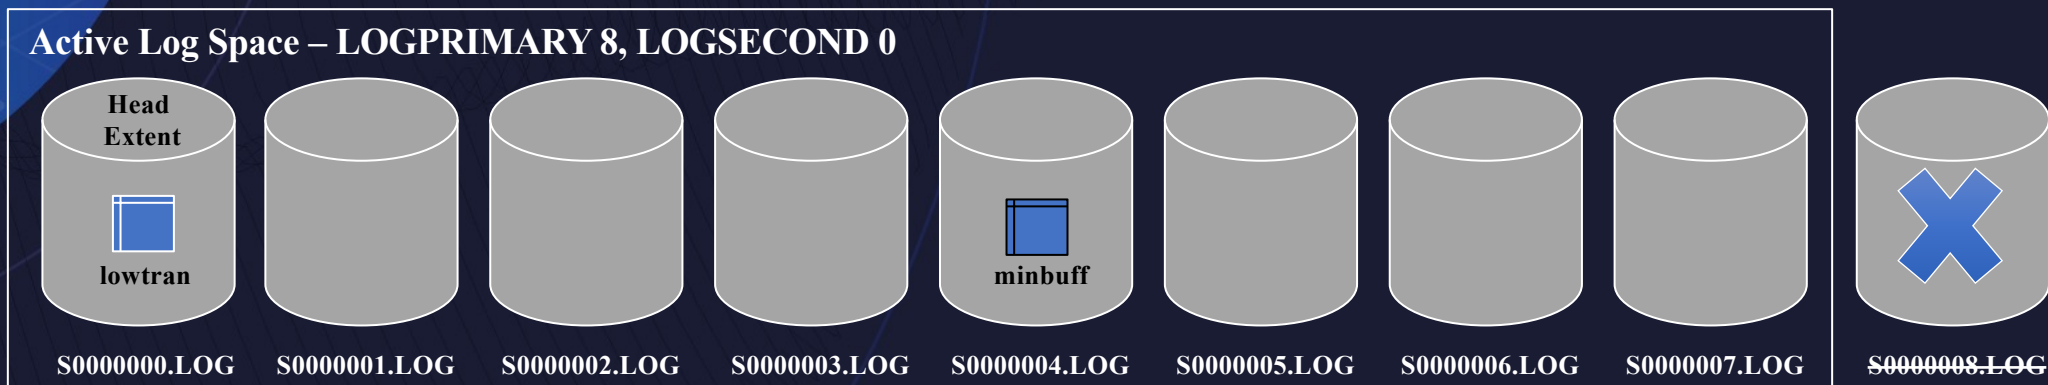 Active Log Space – LOGPRIMARY 8, LOGSECOND 0
Head
Extent
lowtran
minbuff
S0000000.LOG S0000001.LOG S0000002.LOG S0000003.LOG S0000004.LOG S0000005.LOG S0000006.LOG S0000007.LOG S0000008.LOG